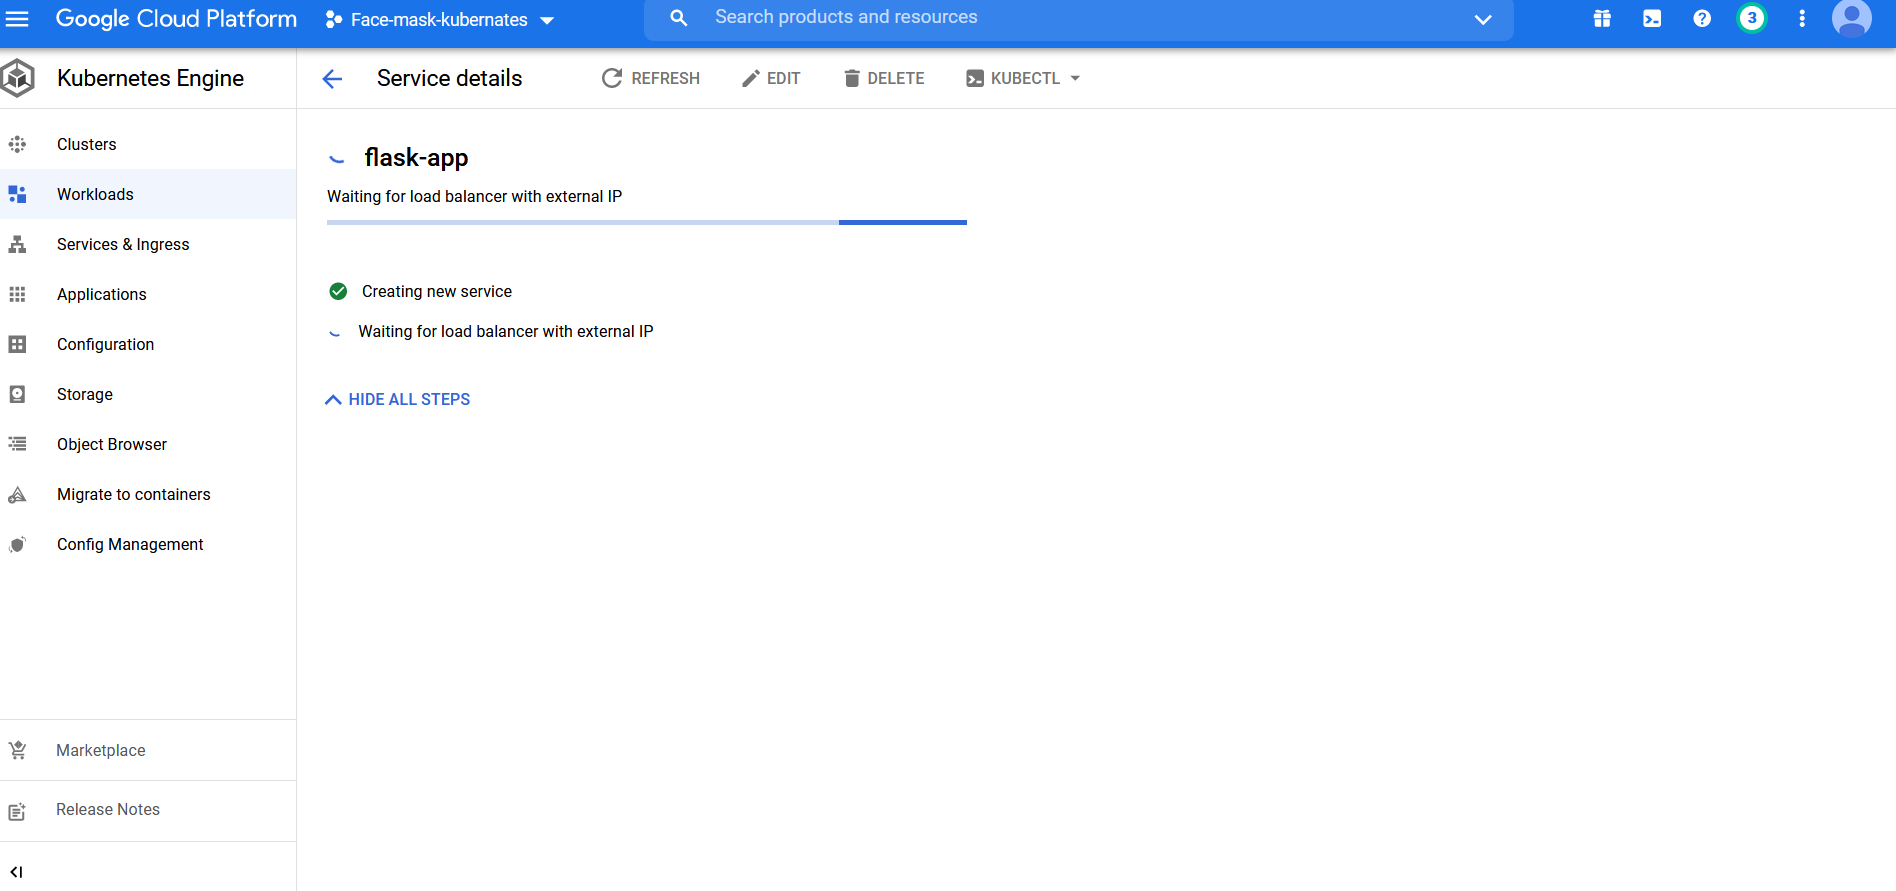 Google Cloud Platform
Face-mask-kubernates
Search products and resources
3
Kubernetes Engine
Service details
REFRESH
EDIT
DELETE
KUBECTL
Clusters
Workloads
Services & Ingress
Applications
Configuration
Storage
Object Browser
Migrate to containers
Config Management
Marketplace
Release Notes
flask-app
Waiting for load balancer with external IP
Creating new service
Waiting for load balancer with external IP
HIDE ALL STEPS